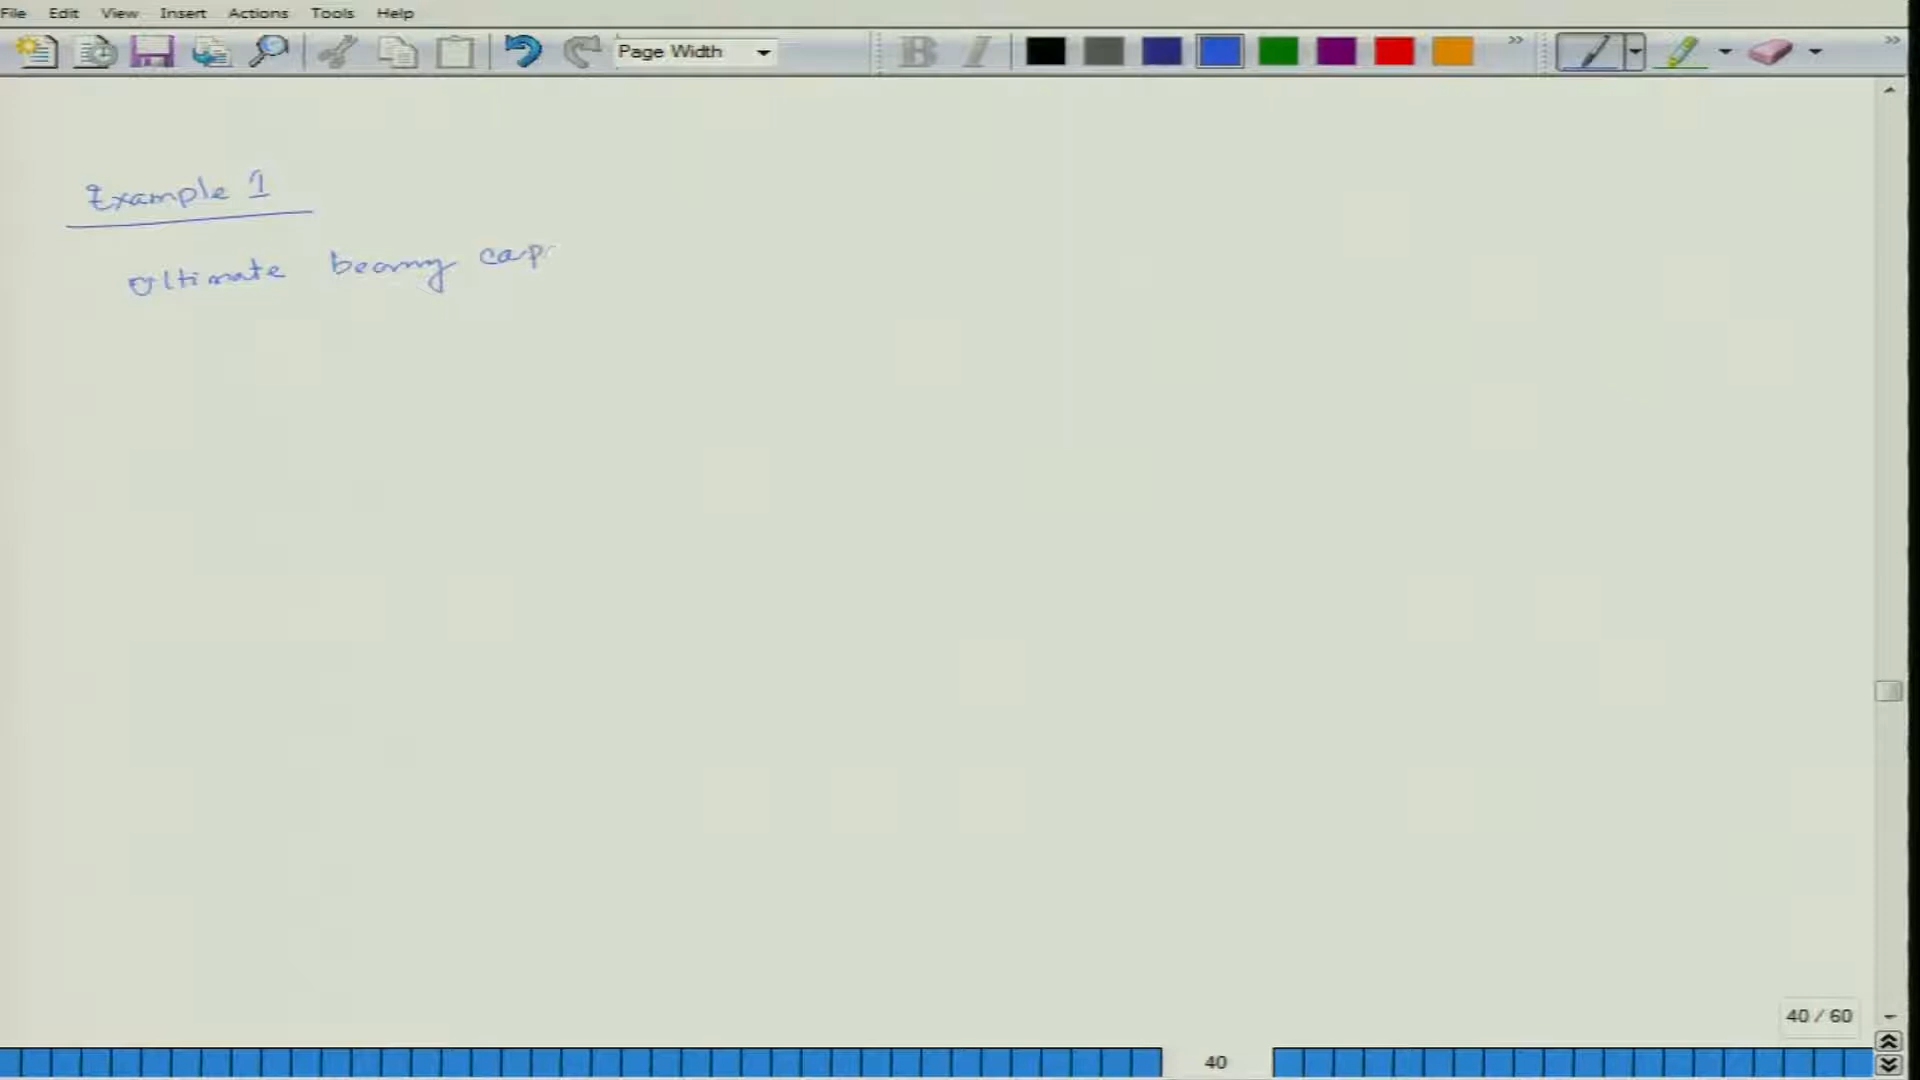 File Edit View Insert Actions Tools Help
Page Width
B I
Example 1
Ultimate bearing cap
40 / 60
40